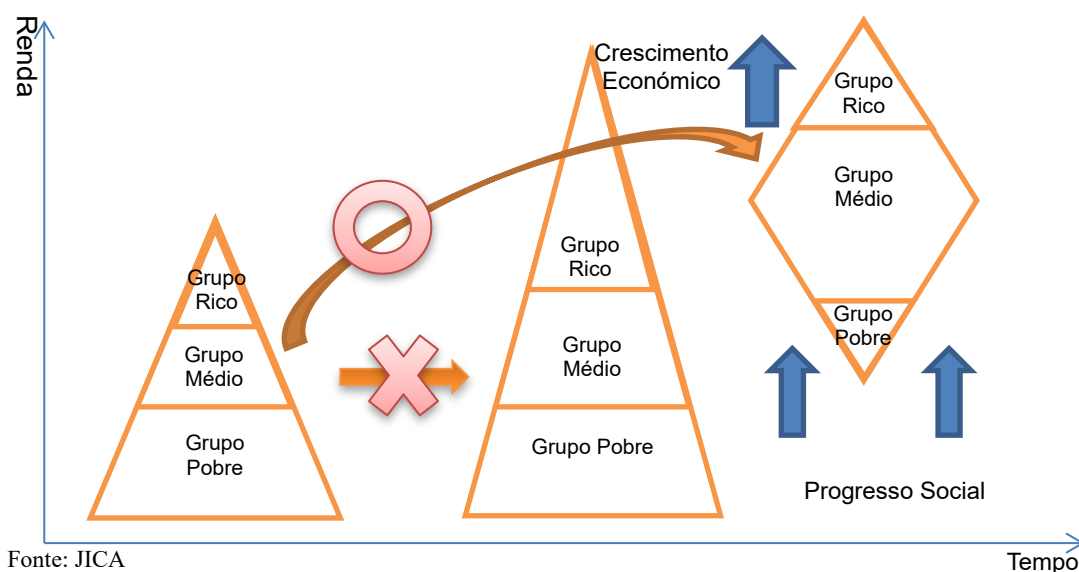 Renda
Crescimento
Económico
Grupo
Rico
Grupo
Médio
Grupo
Pobre
Grupo
Rico
Grupo
Médio
Grupo Pobre
Grupo
Rico
Grupo
Médio
Grupo
Pobre
Progresso Social
Fonte: JICA
Tempo